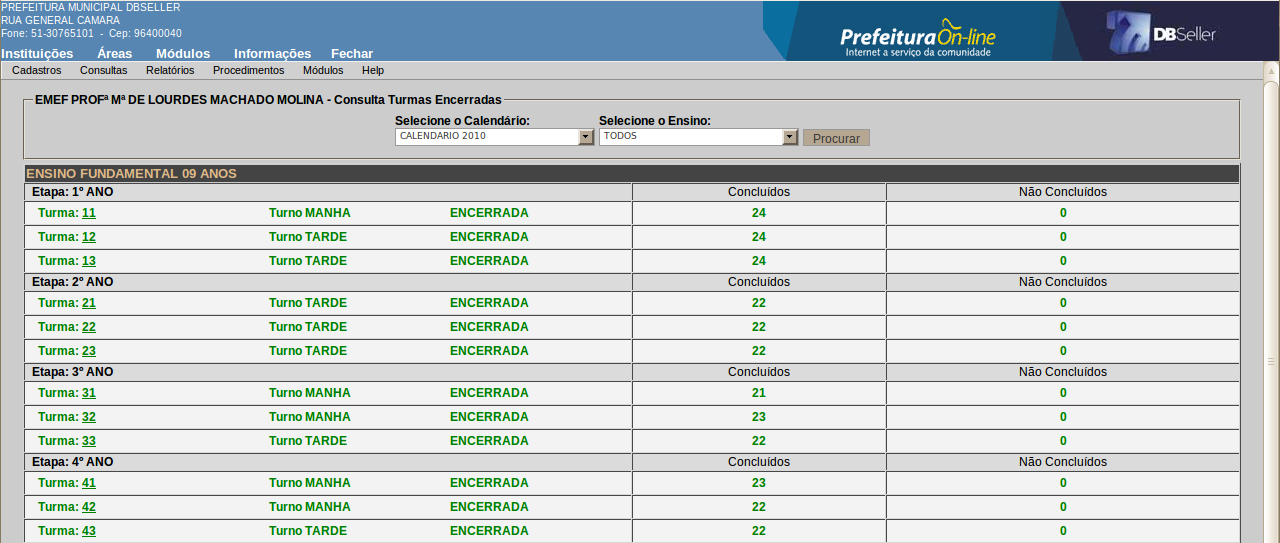 PREFEITURA MUNICIPAL DBSELLER
RUA GENERAL CAMARA
Fone: 51-30765101 - Cep: 96400040
PrefeituraOn-line
Internet a serviço da comunidade
DBSeller
Instituições Áreas Módulos Informações Fechar
Cadastros Consultas Relatórios Procedimentos Módulos Help
EMEF PROFª Mª DE LOURDES MACHADO MOLINA - Consulta Turmas Encerradas
Selecione o Calendário: Selecione o Ensino:
CALENDARIO 2010 TODOS Procurar
ENSINO FUNDAMENTAL 09 ANOS
Etapa: 1º ANO Concluídos Não Concluídos
Turma: 11 Turno MANHA ENCERRADA 24 0
Turma: 12 Turno TARDE ENCERRADA 24 0
Turma: 13 Turno TARDE ENCERRADA 24 0
Etapa: 2º ANO Concluídos Não Concluídos
Turma: 21 Turno TARDE ENCERRADA 22 0
Turma: 22 Turno TARDE ENCERRADA 22 0
Turma: 23 Turno TARDE ENCERRADA 22 0
Etapa: 3º ANO Concluídos Não Concluídos
Turma: 31 Turno MANHA ENCERRADA 21 0
Turma: 32 Turno MANHA ENCERRADA 23 0
Turma: 33 Turno TARDE ENCERRADA 22 0
Etapa: 4º ANO Concluídos Não Concluídos
Turma: 41 Turno MANHA ENCERRADA 23 0
Turma: 42 Turno MANHA ENCERRADA 22 0
Turma: 43 Turno TARDE ENCERRADA 22 0